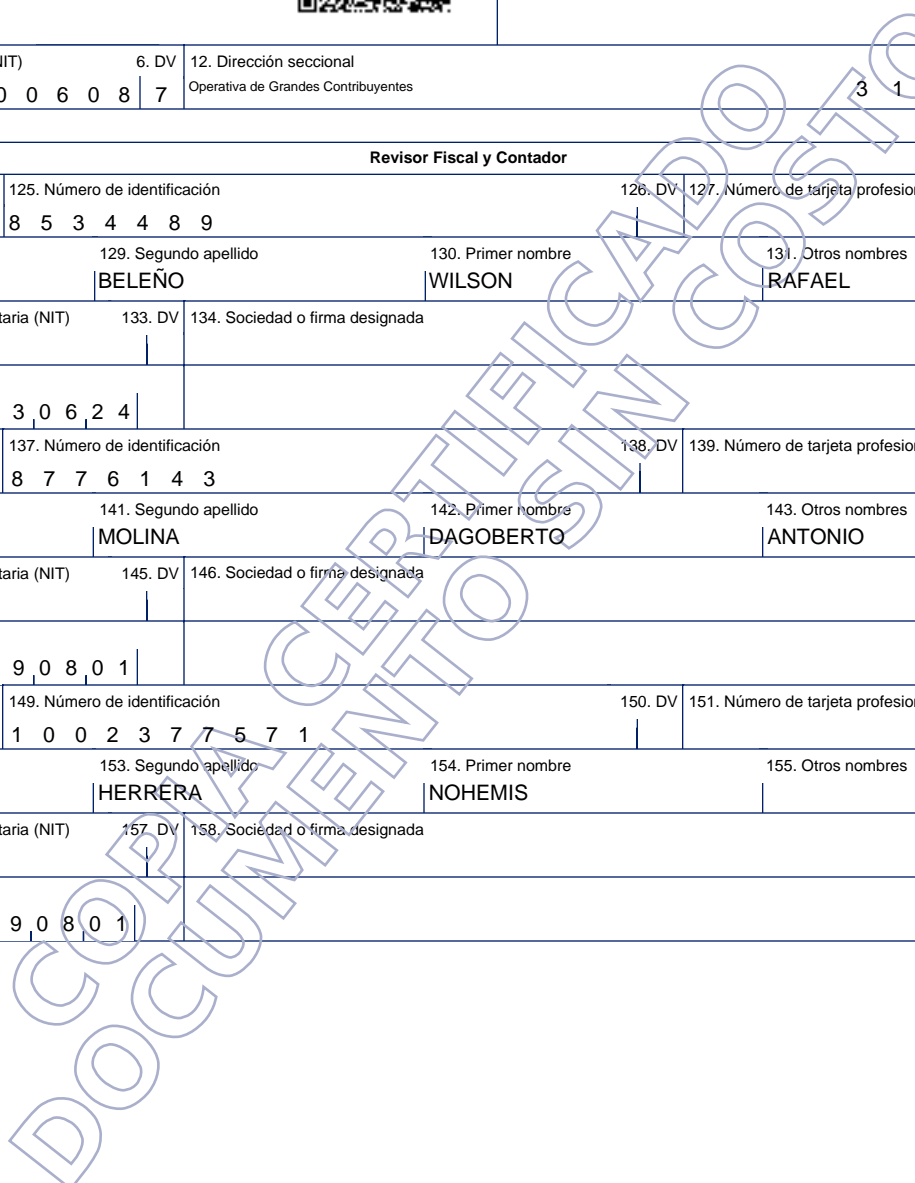 IT) 6. DV 12. Dirección seccional
0 0 6 0 8 7 Operativa de Grandes Contribuyentes 3 1
Revisor Fiscal y Contador
125. Número de identificación 126. DV 127. Número de tarjeta profesion
8 5 3 4 4 8 9
129. Segundo apellido 130. Primer nombre 131. Otros nombres
BELEÑO WILSON RAFAEL
taria (NIT) 133. DV 134. Sociedad o firma designada
3 0 6 2 4
137. Número de identificación 138. DV 139. Número de tarjeta profesion
8 7 7 6 1 4 3
141. Segundo apellido 142. Primer nombre 143. Otros nombres
MOLINA DAGOBERTO ANTONIO
taria (NIT) 145. DV 146. Sociedad o firma designada
9 0 8 0 1
149. Número de identificación 150. DV 151. Número de tarjeta profesion
1 0 0 2 3 7 7 5 7 1
153. Segundo apellido 154. Primer nombre 155. Otros nombres
HERRERA NOHEMIS
taria (NIT) 157. DV 158. Sociedad o firma designada
9 0 8 0 1
COPIA CERTIFICADO
DOCUMENTO SIN COSTO